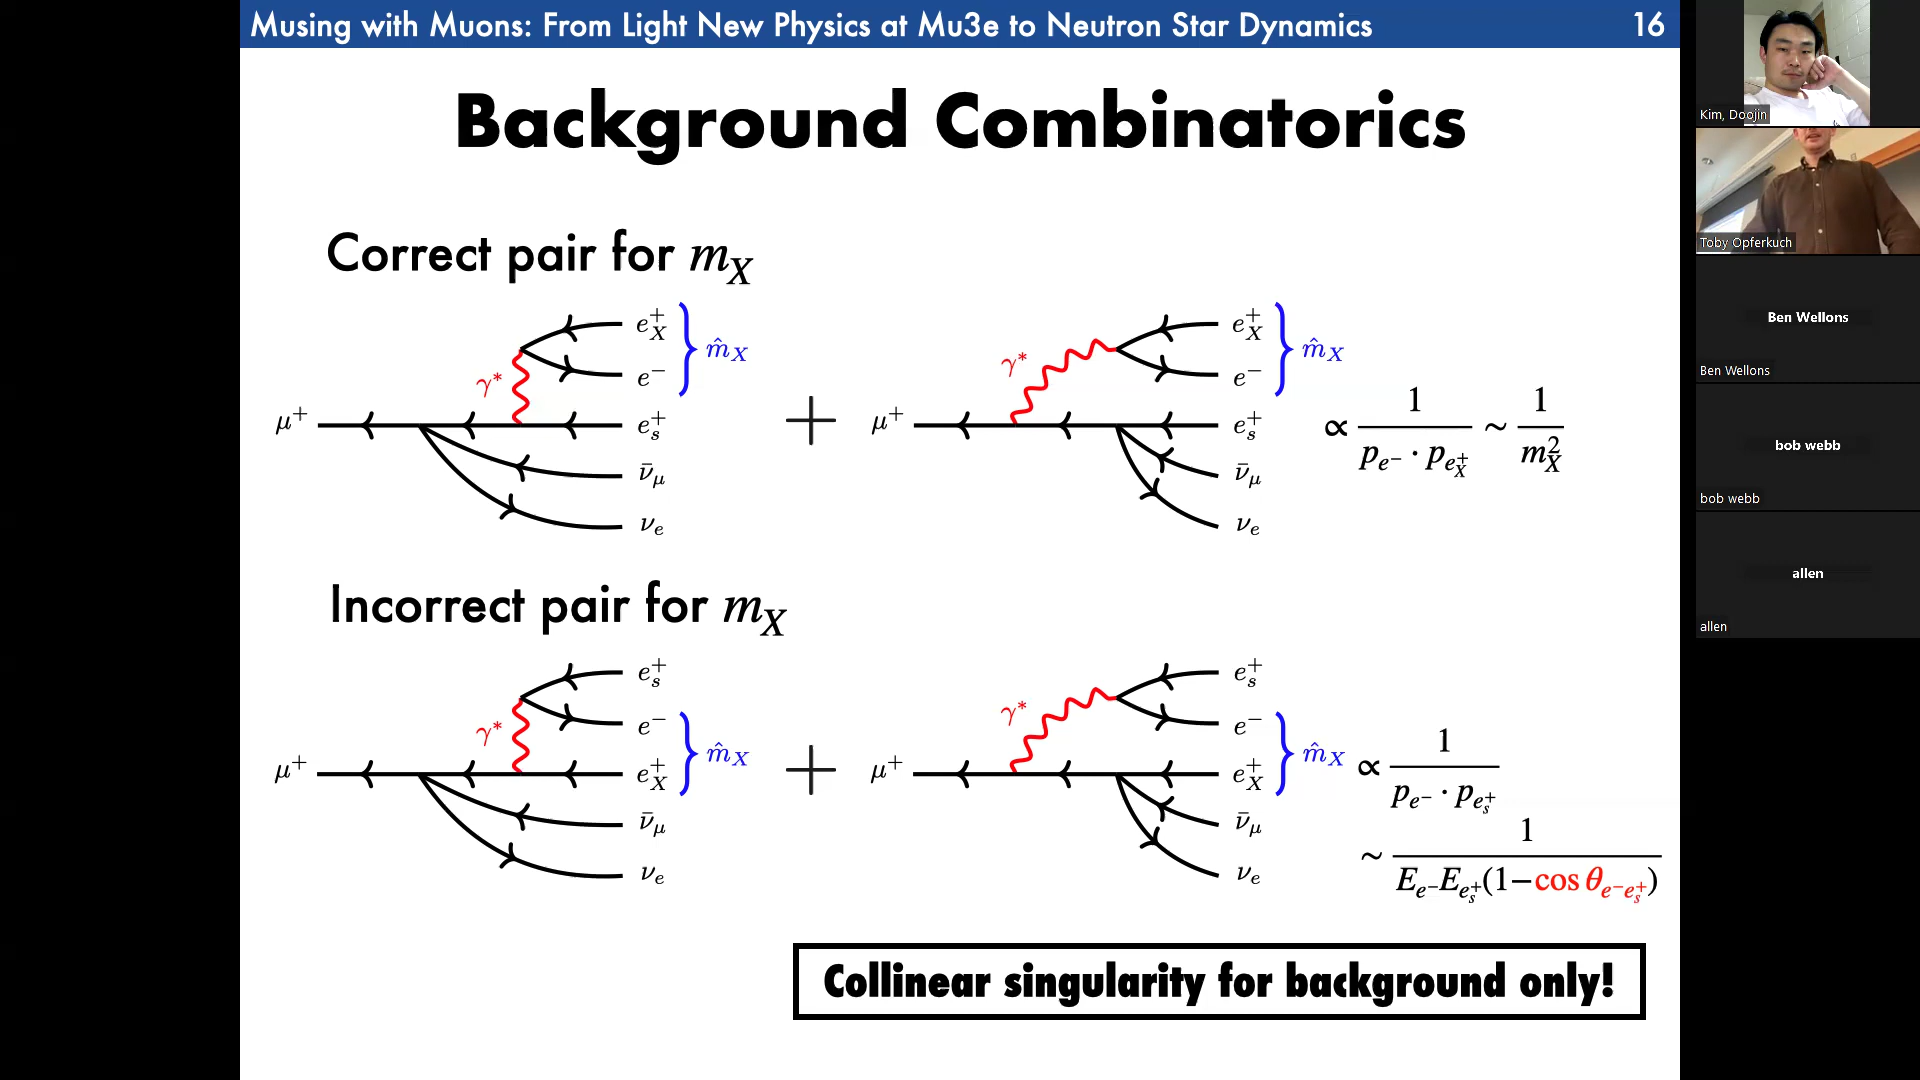 Musing with Muons: From Light New Physics at Mu3e to Neutron Star Dynamics 16
Background Combinatorics
Correct pair for m_X
μ⁺ γ* e_X⁺ e⁻ e_s⁺ ν̄_μ ν_e } m̂_X
+
μ⁺ γ* e_X⁺ e⁻ e_s⁺ ν̄_μ ν_e } m̂_X
∝ 1 / (p_{e⁻} · p_{e_X⁺}) ~ 1 / m_X²
Incorrect pair for m_X
μ⁺ γ* e_s⁺ e⁻ e_X⁺ ν̄_μ ν_e } m̂_X
+
μ⁺ γ* e_s⁺ e⁻ e_X⁺ ν̄_μ ν_e } m̂_X
∝ 1 / (p_{e⁻} · p_{e_s⁺})
~ 1 / (E_{e⁻}E_{e_s⁺}(1−cos θ_{e⁻e_s⁺}))
Collinear singularity for background only!
Kim, Doojin
Toby Opferkuch
Ben Wellons
Ben Wellons
bob webb
bob webb
allen
allen